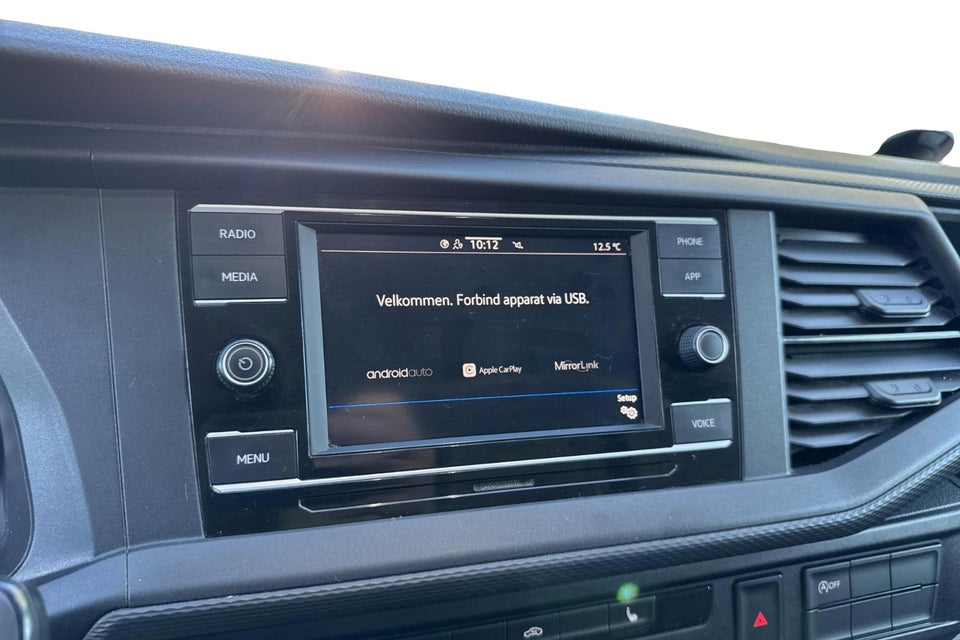 RADIO
MEDIA
MENU
10:12
12.5 °C
Velkommen. Forbind apparat via USB.
androidauto
Apple CarPlay
MirrorLink
Setup
PHONE
APP
VOICE
OFF